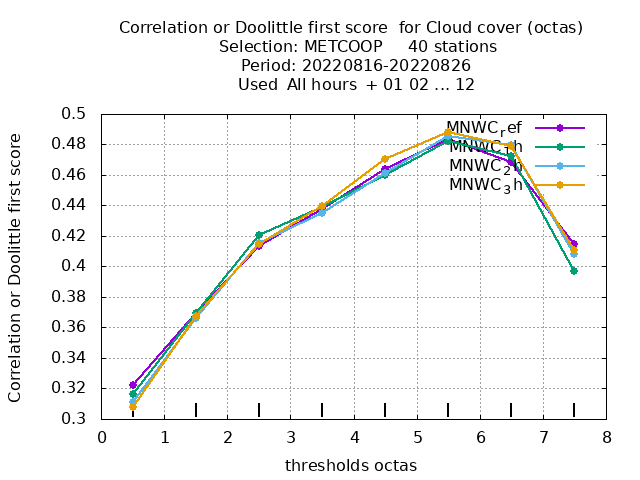 Correlation or Doolittle first score  for Cloud cover (octas)
Selection: METCOOP     40 stations
Period: 20220816-20220826
Used  All hours  + 01 02 ... 12
Correlation or Doolittle first score
0.5
0.48
0.46
0.44
0.42
0.4
0.38
0.36
0.34
0.32
0.3
MNWCref
MNWC1h
MNWC2h
MNWC3h
0 1 2 3 4 5 6 7 8
thresholds octas